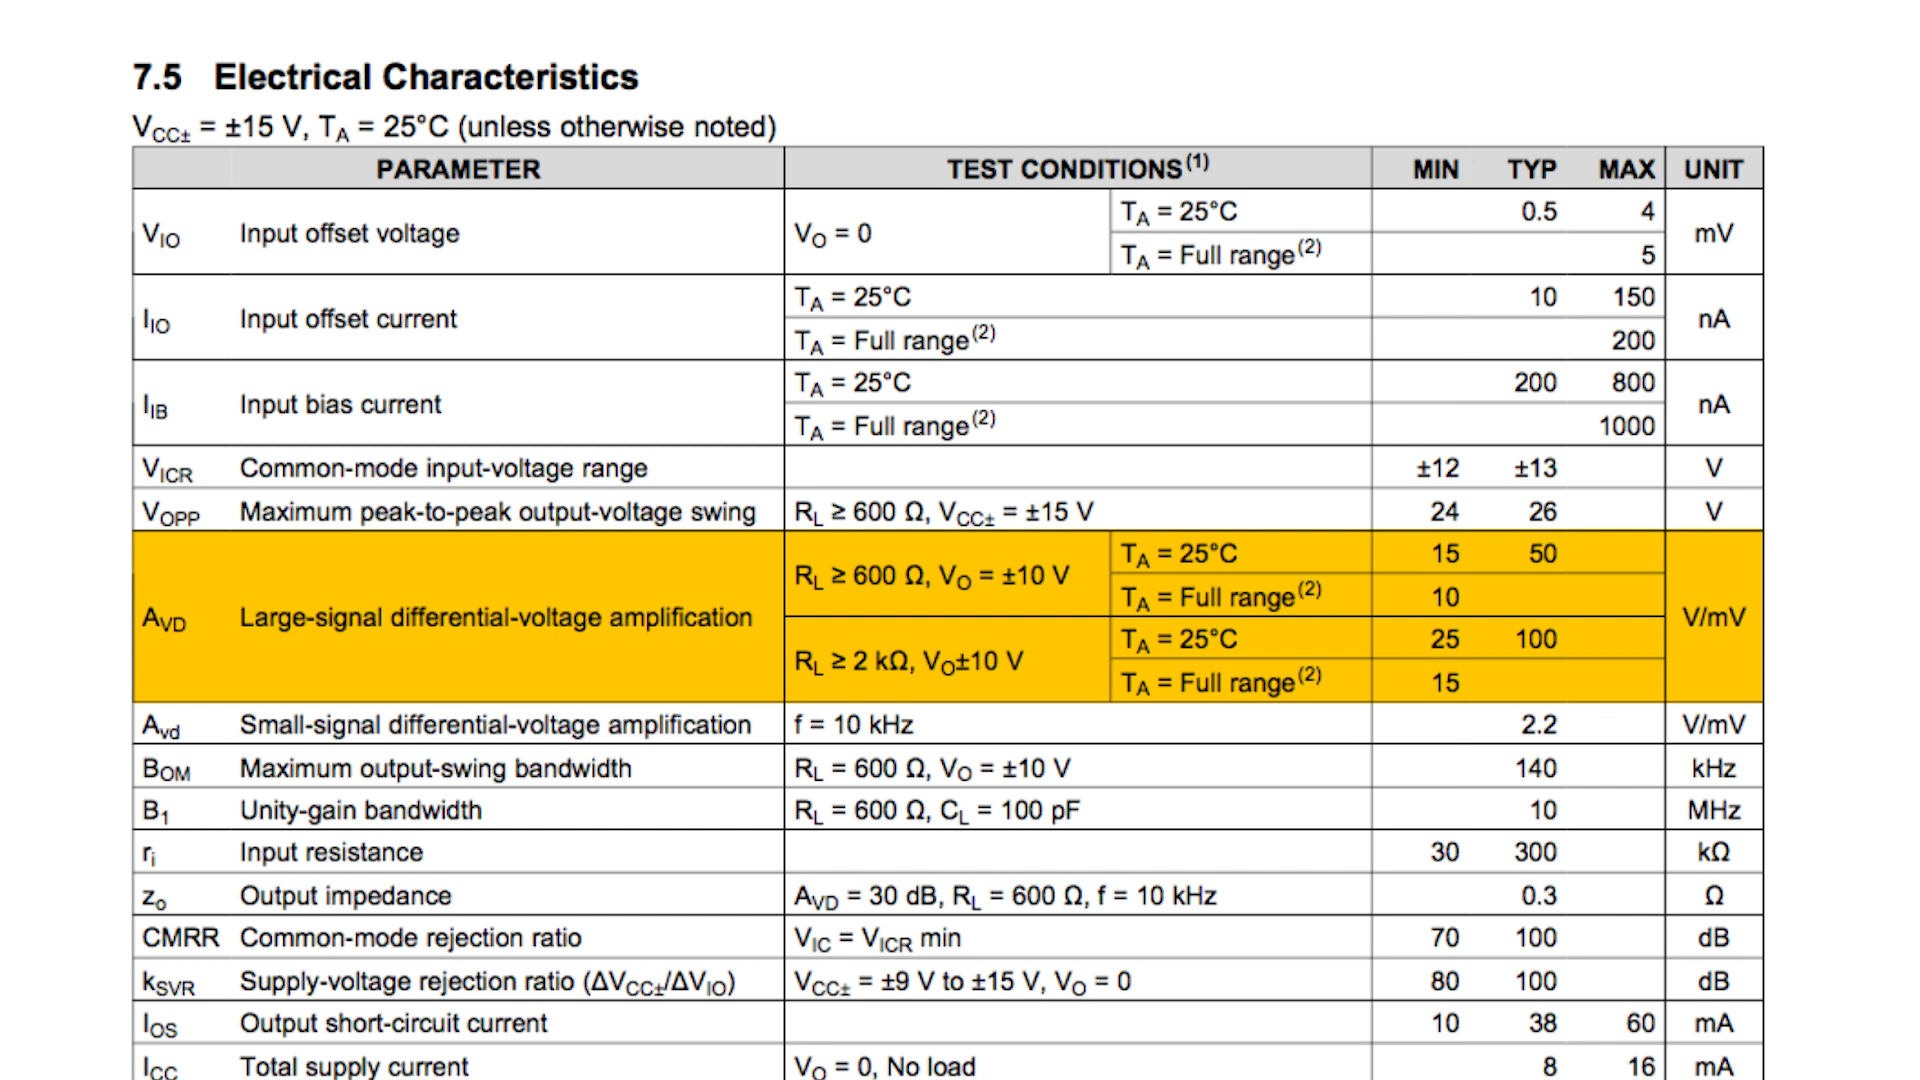 7.5 Electrical Characteristics
VCC± = ±15 V, TA = 25°C (unless otherwise noted)
PARAMETER TEST CONDITIONS(1) MIN TYP MAX UNIT
VIO Input offset voltage VO = 0 TA = 25°C 0.5 4 mV
TA = Full range(2) 5
IIO Input offset current TA = 25°C 10 150 nA
TA = Full range(2) 200
IIB Input bias current TA = 25°C 200 800 nA
TA = Full range(2) 1000
VICR Common-mode input-voltage range ±12 ±13 V
VOPP Maximum peak-to-peak output-voltage swing RL ≥ 600 Ω, VCC± = ±15 V 24 26 V
AVD Large-signal differential-voltage amplification RL ≥ 600 Ω, VO = ±10 V TA = 25°C 15 50 V/mV
TA = Full range(2) 10
RL ≥ 2 kΩ, VO±10 V TA = 25°C 25 100
TA = Full range(2) 15
Avd Small-signal differential-voltage amplification f = 10 kHz 2.2 V/mV
BOM Maximum output-swing bandwidth RL = 600 Ω, VO = ±10 V 140 kHz
B1 Unity-gain bandwidth RL = 600 Ω, CL = 100 pF 10 MHz
ri Input resistance 30 300 kΩ
zo Output impedance AVD = 30 dB, RL = 600 Ω, f = 10 kHz 0.3 Ω
CMRR Common-mode rejection ratio VIC = VICR min 70 100 dB
kSVR Supply-voltage rejection ratio (ΔVCC±/ΔVIO) VCC± = ±9 V to ±15 V, VO = 0 80 100 dB
IOS Output short-circuit current 10 38 60 mA
ICC Total supply current VO = 0, No load 8 16 mA